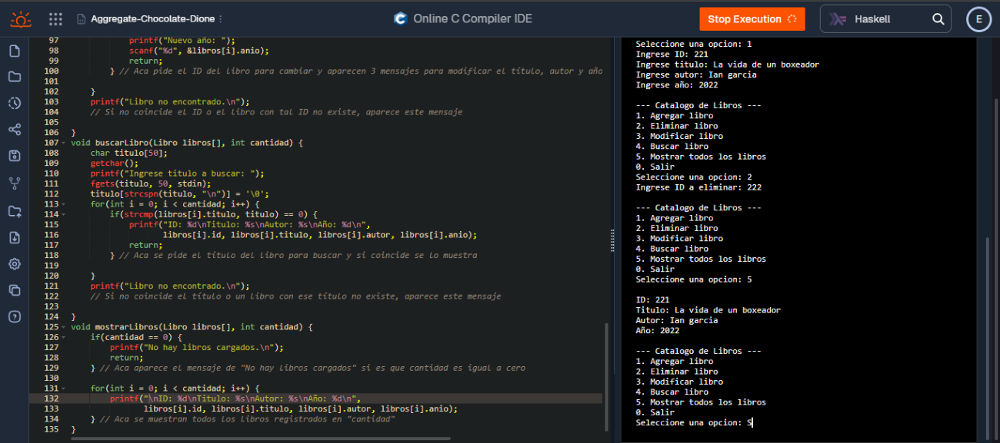 Aggregate-Chocolate-Dione
Online C Compiler IDE
Stop Execution
Haskell
E
97 printf("Nuevo año: ");
98 scanf("%d", &libros[i].anio);
99 return;
100 } // Aca pide el ID del libro para cambiar y aparecen 3 mensajes para modificar el título, autor y año
101
102 }
103 printf("Libro no encontrado.\n");
104 // Si no coincide el ID o el libro con tal ID no existe, aparece este mensaje
105
106 }
107 void buscarLibro(Libro libros[], int cantidad) {
108 char titulo[50];
109 getchar();
110 printf("Ingrese titulo a buscar: ");
111 fgets(titulo, 50, stdin);
112 titulo[strcspn(titulo, "\n")] = '\0';
113 for(int i = 0; i < cantidad; i++) {
114 if(strcmp(libros[i].titulo, titulo) == 0) {
115 printf("ID: %d\nTitulo: %s\nAutor: %s\nAño: %d\n",
116 libros[i].id, libros[i].titulo, libros[i].autor, libros[i].anio);
117 return;
118 } // Aca se pide el título del libro para buscar y si coincide se lo muestra
119
120 }
121 printf("Libro no encontrado.\n");
122 // Si no coincide el título o un libro con ese título no existe, aparece este mensaje
123
124 }
125 void mostrarLibros(Libro libros[], int cantidad) {
126 if(cantidad == 0) {
127 printf("No hay libros cargados.\n");
128 return;
129 } // Aca aparece el mensaje de "No hay libros cargados" si es que cantidad es igual a cero
130
131 for(int i = 0; i < cantidad; i++) {
132 printf("\nID: %d\nTitulo: %s\nAutor: %s\nAño: %d\n",
133 libros[i].id, libros[i].titulo, libros[i].autor, libros[i].anio);
134 } // Aca se muestran todos los libros registrados en "cantidad"
135 }
Seleccione una opcion: 1
Ingrese ID: 221
Ingrese titulo: La vida de un boxeador
Ingrese autor: Ian garcia
Ingrese año: 2022
--- Catalogo de Libros ---
1. Agregar libro
2. Eliminar libro
3. Modificar libro
4. Buscar libro
5. Mostrar todos los libros
0. Salir
Seleccione una opcion: 2
Ingrese ID a eliminar: 222
--- Catalogo de Libros ---
1. Agregar libro
2. Eliminar libro
3. Modificar libro
4. Buscar libro
5. Mostrar todos los libros
0. Salir
Seleccione una opcion: 5
ID: 221
Titulo: La vida de un boxeador
Autor: Ian garcia
Año: 2022
--- Catalogo de Libros ---
1. Agregar libro
2. Eliminar libro
3. Modificar libro
4. Buscar libro
5. Mostrar todos los libros
0. Salir
Seleccione una opcion: S